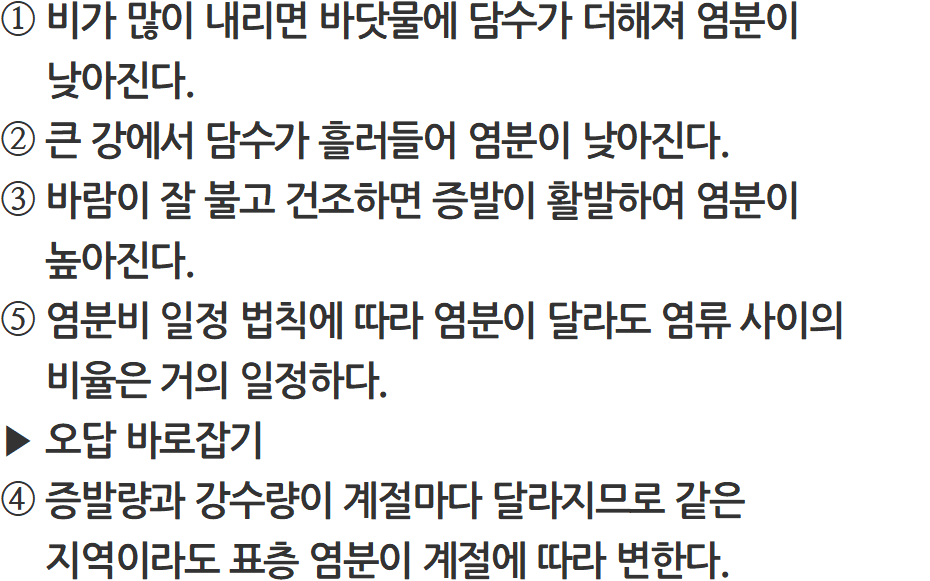 ① 비가 많이 내리면 바닷물에 담수가 더해져 염분이
낮아진다.
② 큰 강에서 담수가 흘러들어 염분이 낮아진다.
③ 바람이 잘 불고 건조하면 증발이 활발하여 염분이
높아진다.
⑤ 염분비 일정 법칙에 따라 염분이 달라도 염류 사이의
비율은 거의 일정하다.
▶ 오답 바로잡기
④ 증발량과 강수량이 계절마다 달라지므로 같은
지역이라도 표층 염분이 계절에 따라 변한다.